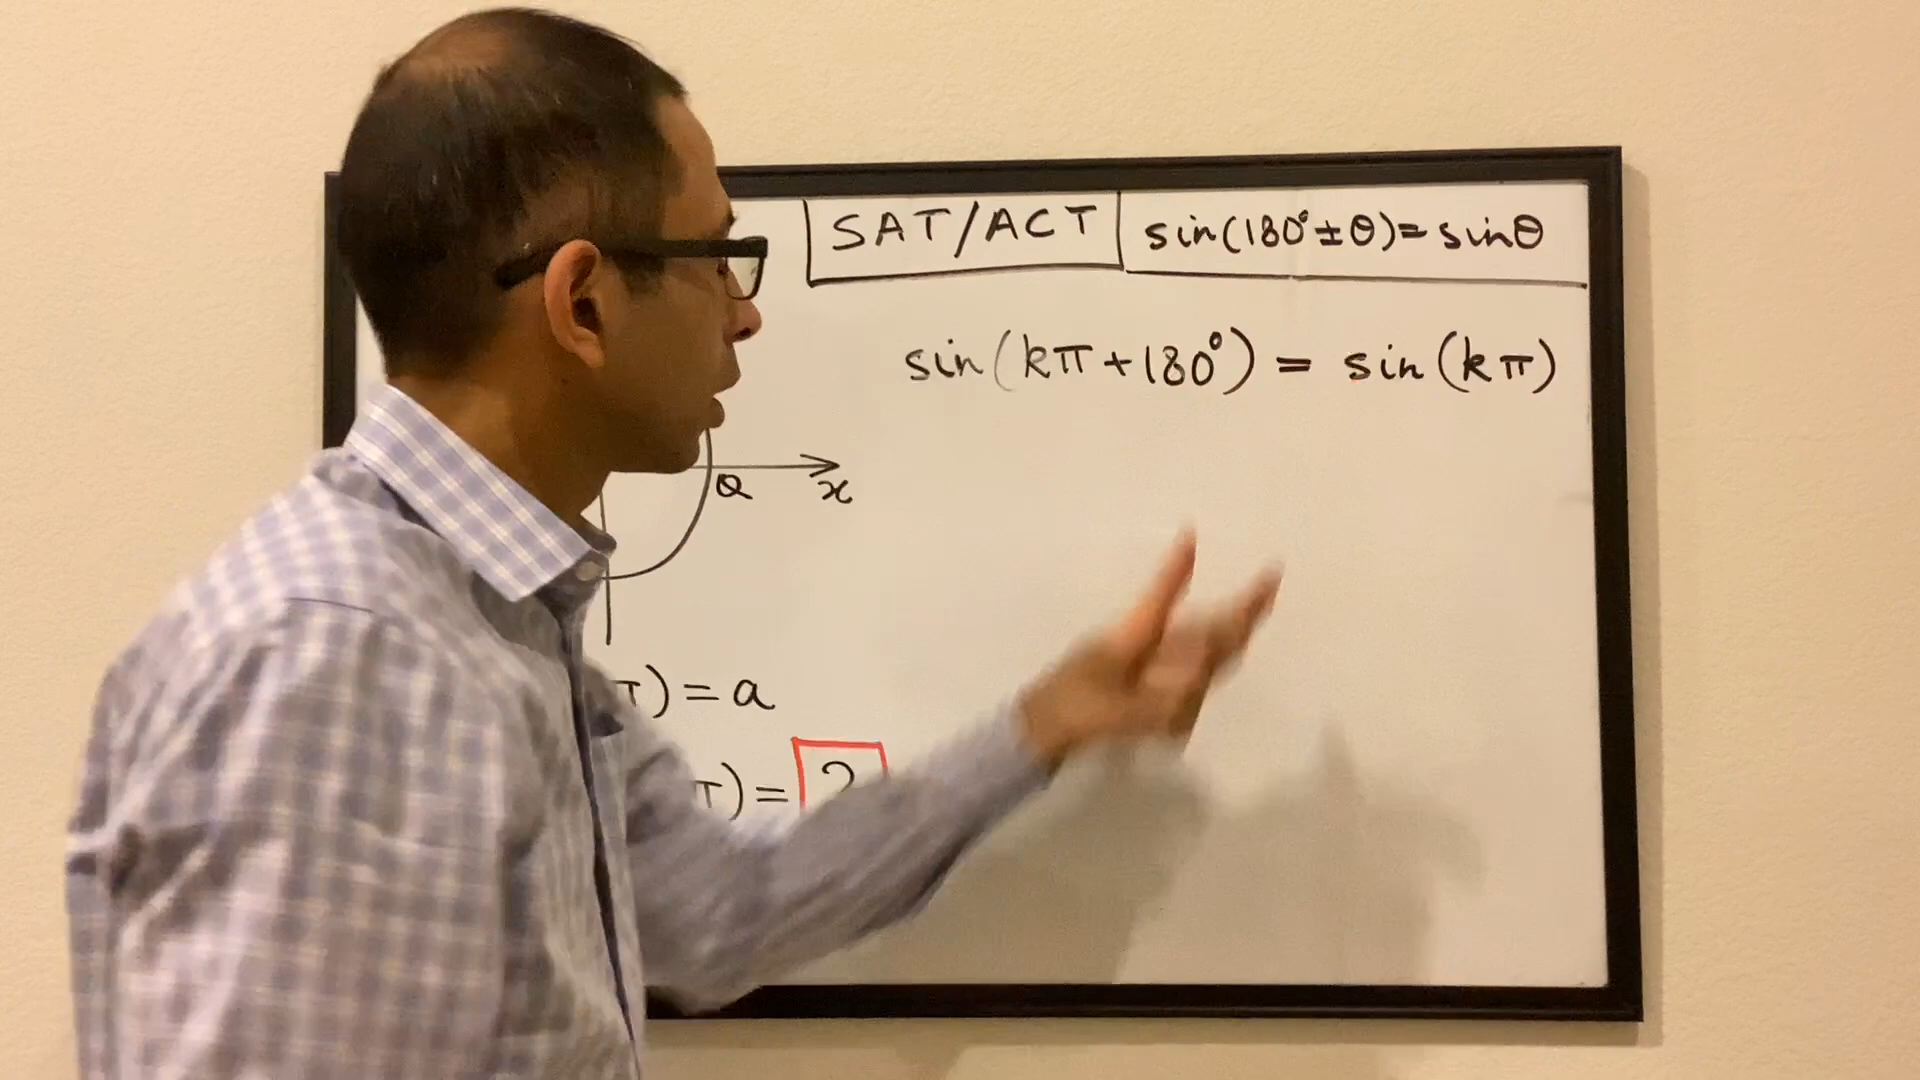 SAT/ACT
sin(180°±θ)=sinθ
sin(kπ+180°) = sin(kπ)
Q
x
π) = a
π) = ?